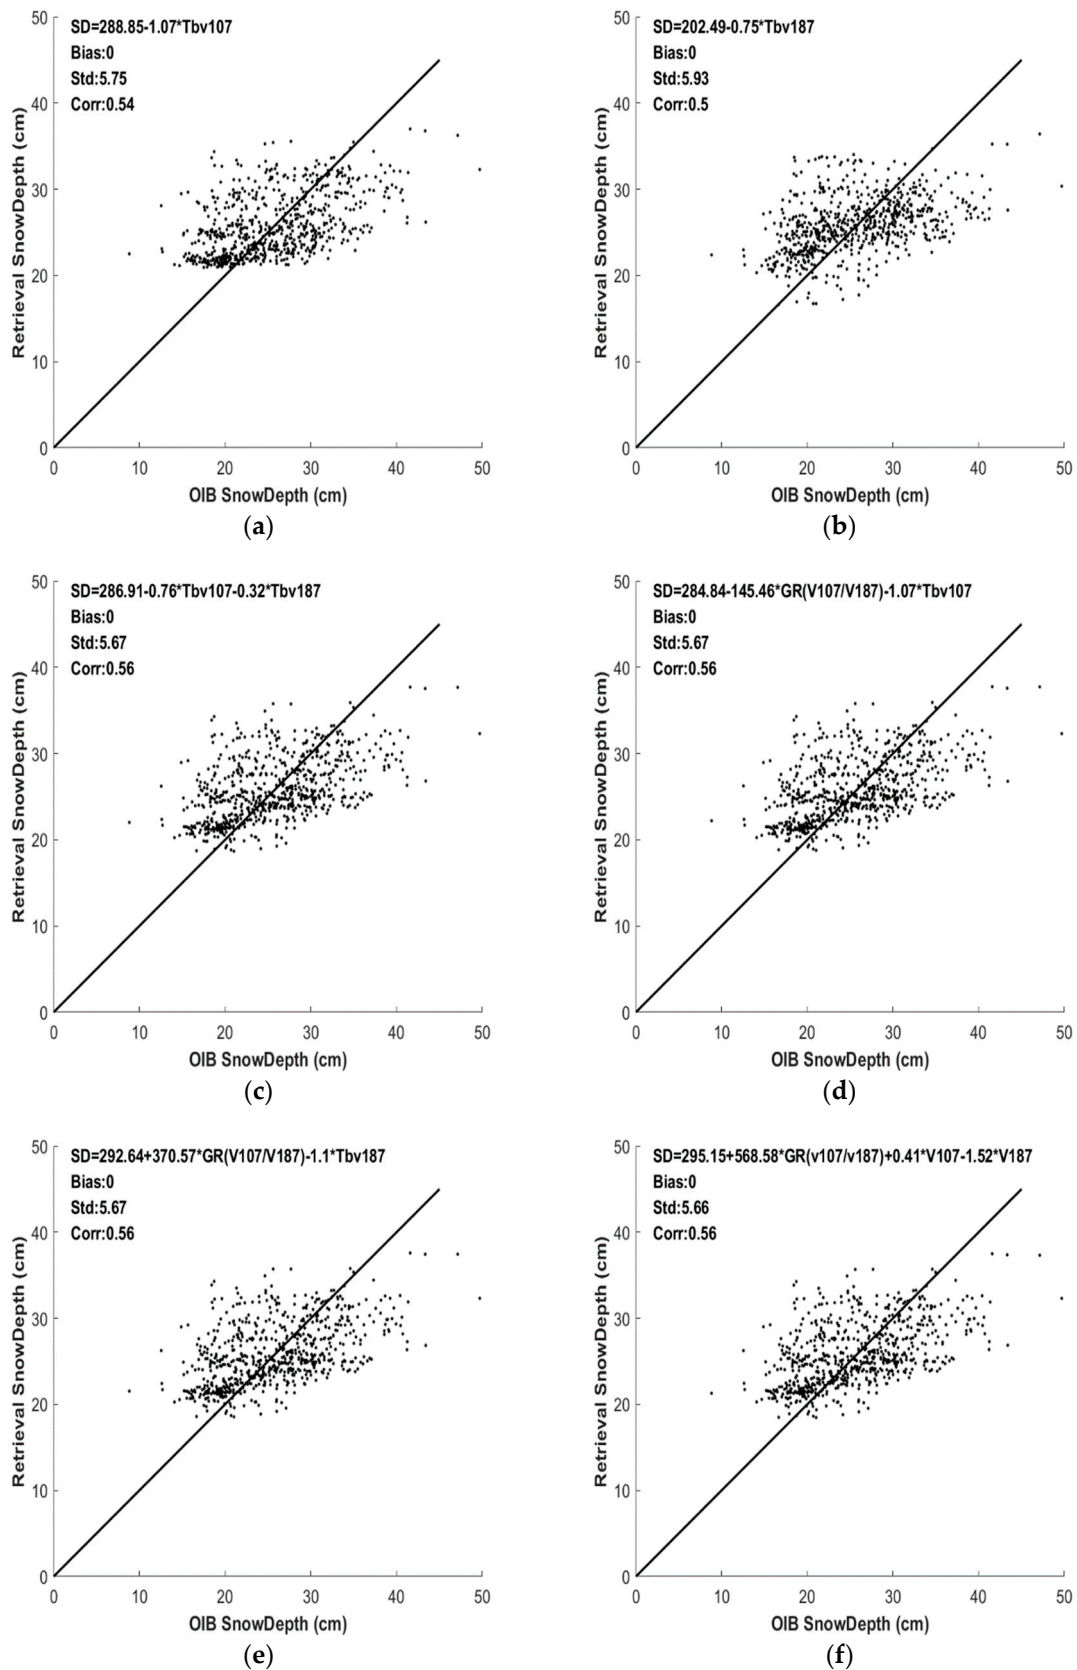 SD=288.85-1.07*Tbv107
Bias:0
Std:5.75
Corr:0.54
50
40
30
20
10
0
Retrieval SnowDepth (cm)
0 10 20 30 40 50
OIB SnowDepth (cm)
(a)
SD=202.49-0.75*Tbv187
Bias:0
Std:5.93
Corr:0.5
50
40
30
20
10
0
Retrieval SnowDepth (cm)
0 10 20 30 40 50
OIB SnowDepth (cm)
(b)
SD=286.91-0.76*Tbv107-0.32*Tbv187
Bias:0
Std:5.67
Corr:0.56
50
40
30
20
10
0
Retrieval SnowDepth (cm)
0 10 20 30 40 50
OIB SnowDepth (cm)
(c)
SD=284.84-145.46*GR(V107/V187)-1.07*Tbv107
Bias:0
Std:5.67
Corr:0.56
50
40
30
20
10
0
Retrieval SnowDepth (cm)
0 10 20 30 40 50
OIB SnowDepth (cm)
(d)
SD=292.64+370.57*GR(V107/V187)-1.1*Tbv187
Bias:0
Std:5.67
Corr:0.56
50
40
30
20
10
0
Retrieval SnowDepth (cm)
0 10 20 30 40 50
OIB SnowDepth (cm)
(e)
SD=295.15+568.58*GR(v107/v187)+0.41*V107-1.52*V187
Bias:0
Std:5.66
Corr:0.56
50
40
30
20
10
0
Retrieval SnowDepth (cm)
0 10 20 30 40 50
OIB SnowDepth (cm)
(f)